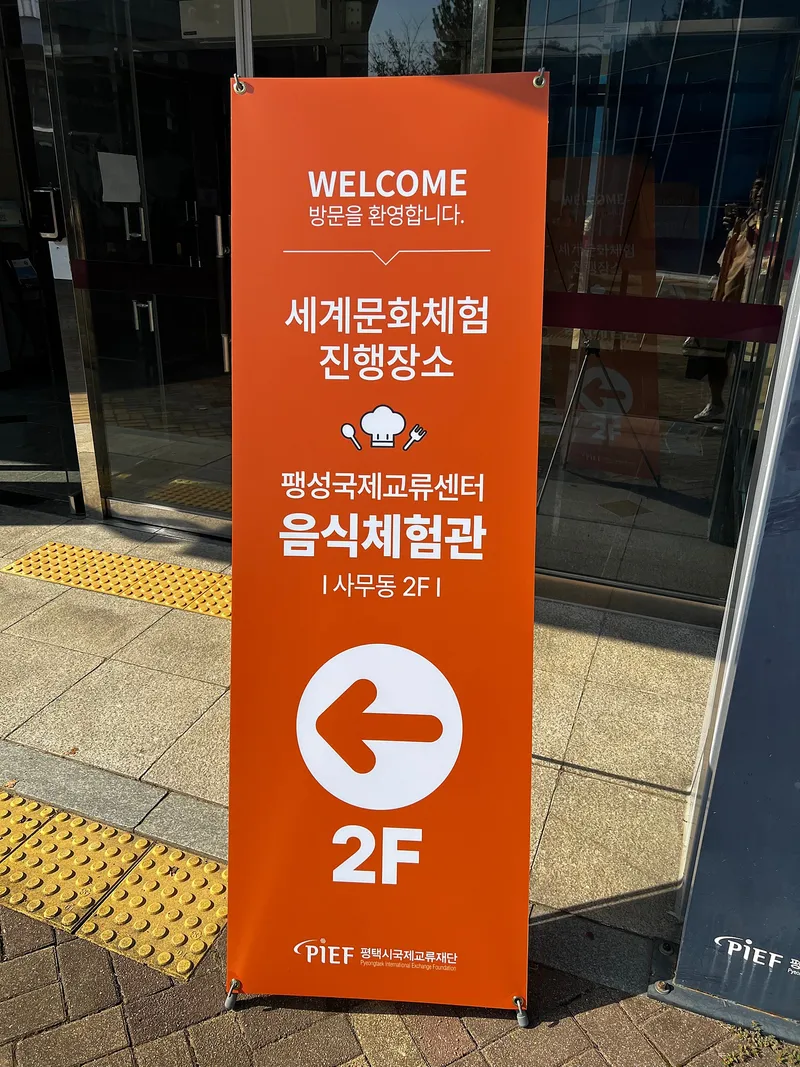 WELCOME
방문을 환영합니다.
세계문화체험
진행장소
팽성국제교류센터
음식체험관
| 사무동 2F |
2F
PIEF 평택시국제교류재단
Pyeongtaek International Exchange Foundation
PIEF